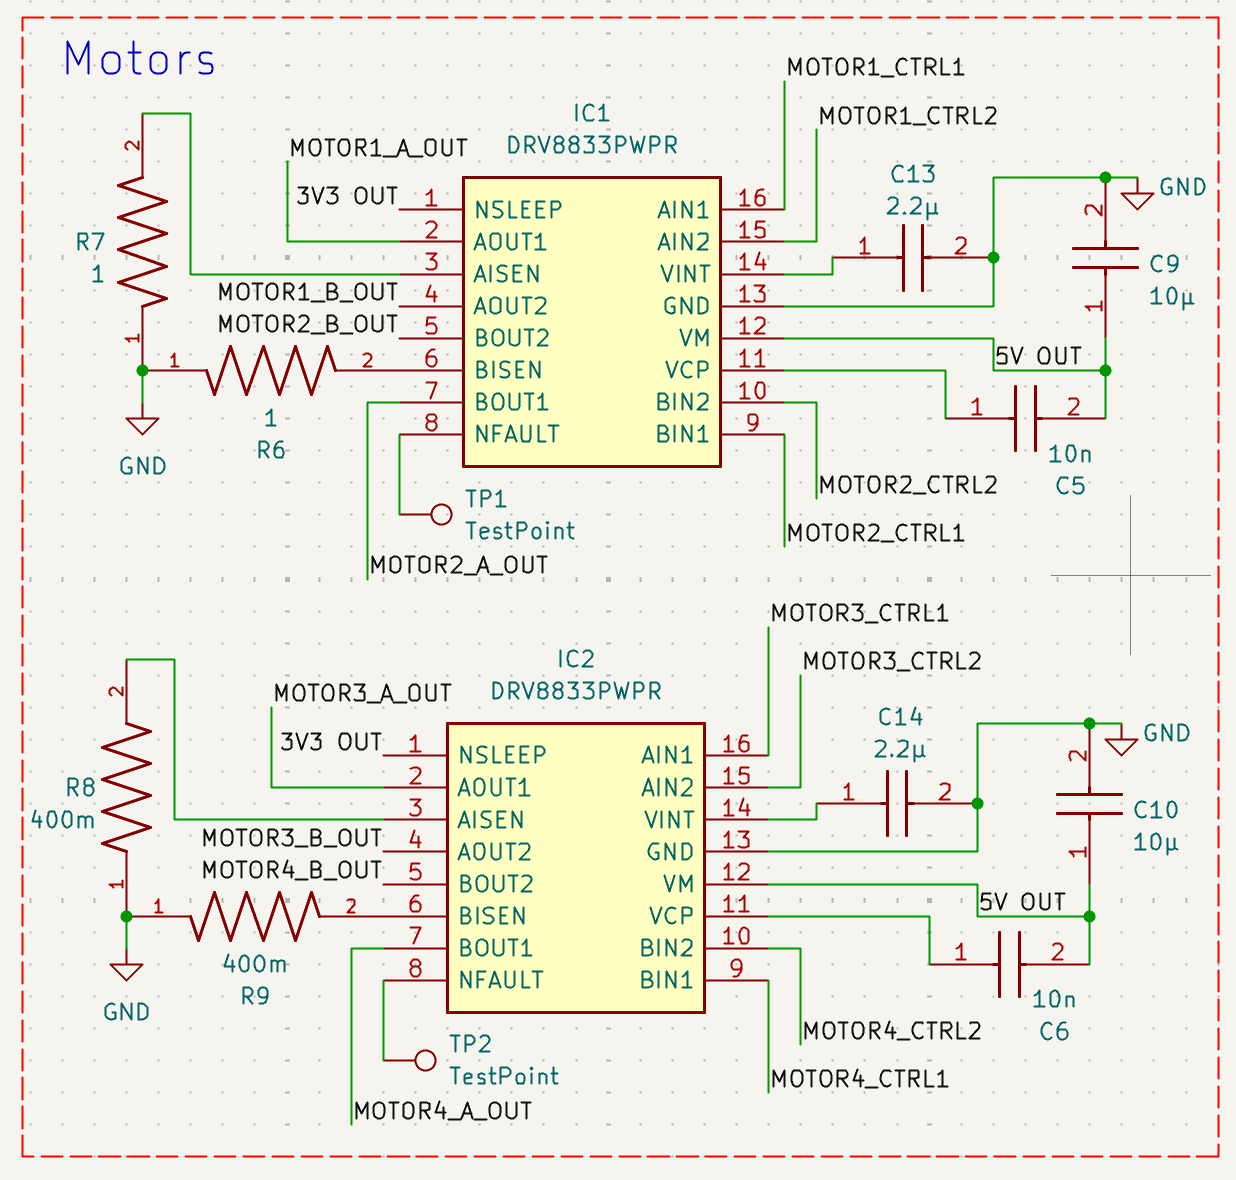 Motors
MOTOR1_CTRL1
IC1
DRV8833PWPR
MOTOR1_CTRL2
MOTOR1_A_OUT
3V3 OUT
C13
2.2µ
GND
R7
1
2
1
1 NSLEEP
2 AOUT1
3 AISEN
4 AOUT2
5 BOUT2
6 BISEN
7 BOUT1
8 NFAULT
AIN1 16
AIN2 15
VINT 14
GND 13
VM 12
VCP 11
BIN2 10
BIN1 9
1 2
2
1
C9
10µ
MOTOR1_B_OUT
MOTOR2_B_OUT
1 2
1
R6
GND
5V OUT
1 2
10n
C5
TP1
TestPoint
MOTOR2_CTRL2
MOTOR2_CTRL1
MOTOR2_A_OUT
MOTOR3_CTRL1
IC2
DRV8833PWPR
MOTOR3_CTRL2
MOTOR3_A_OUT
3V3 OUT
C14
2.2µ
GND
R8
400m
2
1
1 NSLEEP
2 AOUT1
3 AISEN
4 AOUT2
5 BOUT2
6 BISEN
7 BOUT1
8 NFAULT
AIN1 16
AIN2 15
VINT 14
GND 13
VM 12
VCP 11
BIN2 10
BIN1 9
1 2
2
1
C10
10µ
MOTOR3_B_OUT
MOTOR4_B_OUT
1 2
400m
R9
GND
5V OUT
1 2
10n
C6
TP2
TestPoint
MOTOR4_CTRL2
MOTOR4_CTRL1
MOTOR4_A_OUT